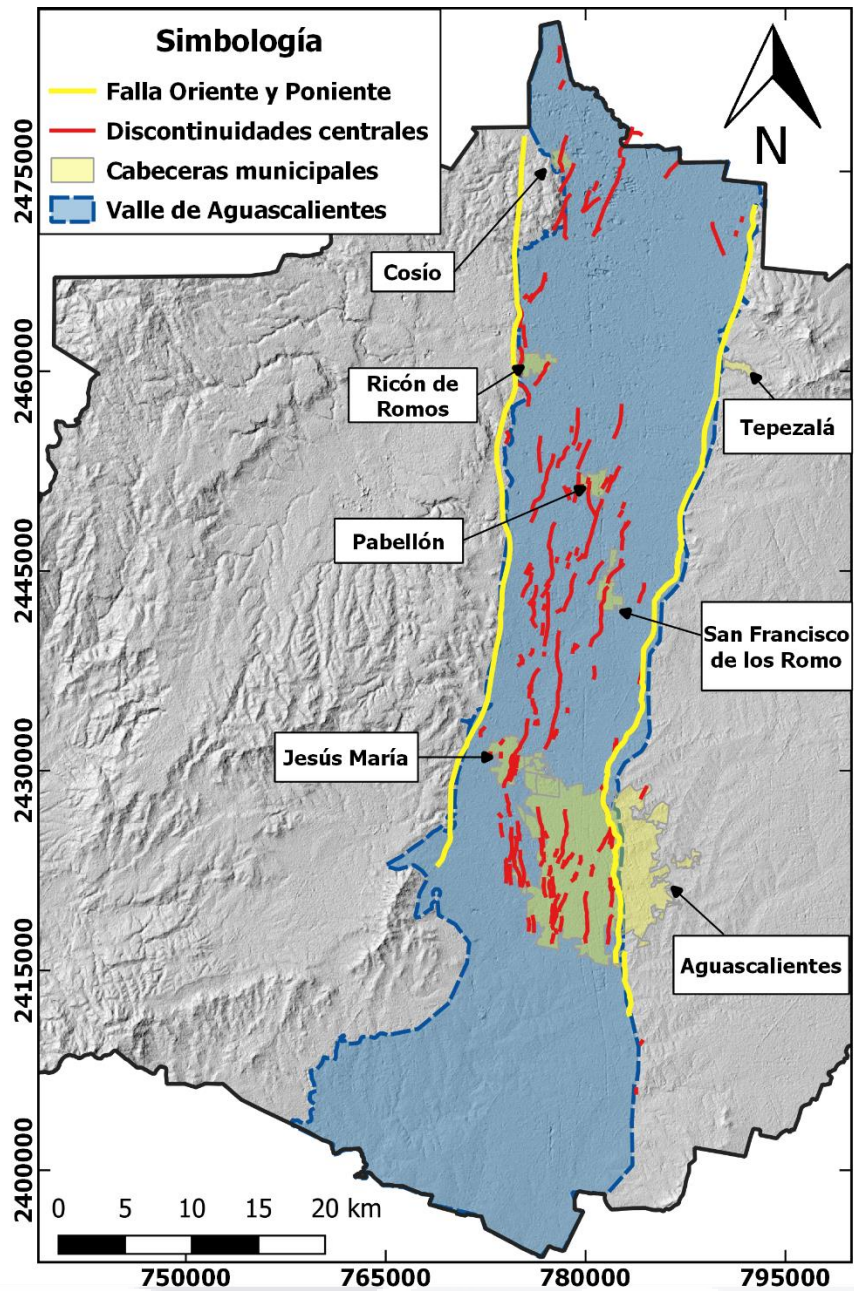 Simbología
Falla Oriente y Poniente
Discontinuidades centrales
Cabeceras municipales
Valle de Aguascalientes
N
Cosío
Ricón de
Romos
Tepezalá
Pabellón
San Francisco
de los Romo
Jesús María
Aguascalientes
2475000
2460000
2445000
2430000
2415000
2400000
0 5 10 15 20 km
750000 765000 780000 795000